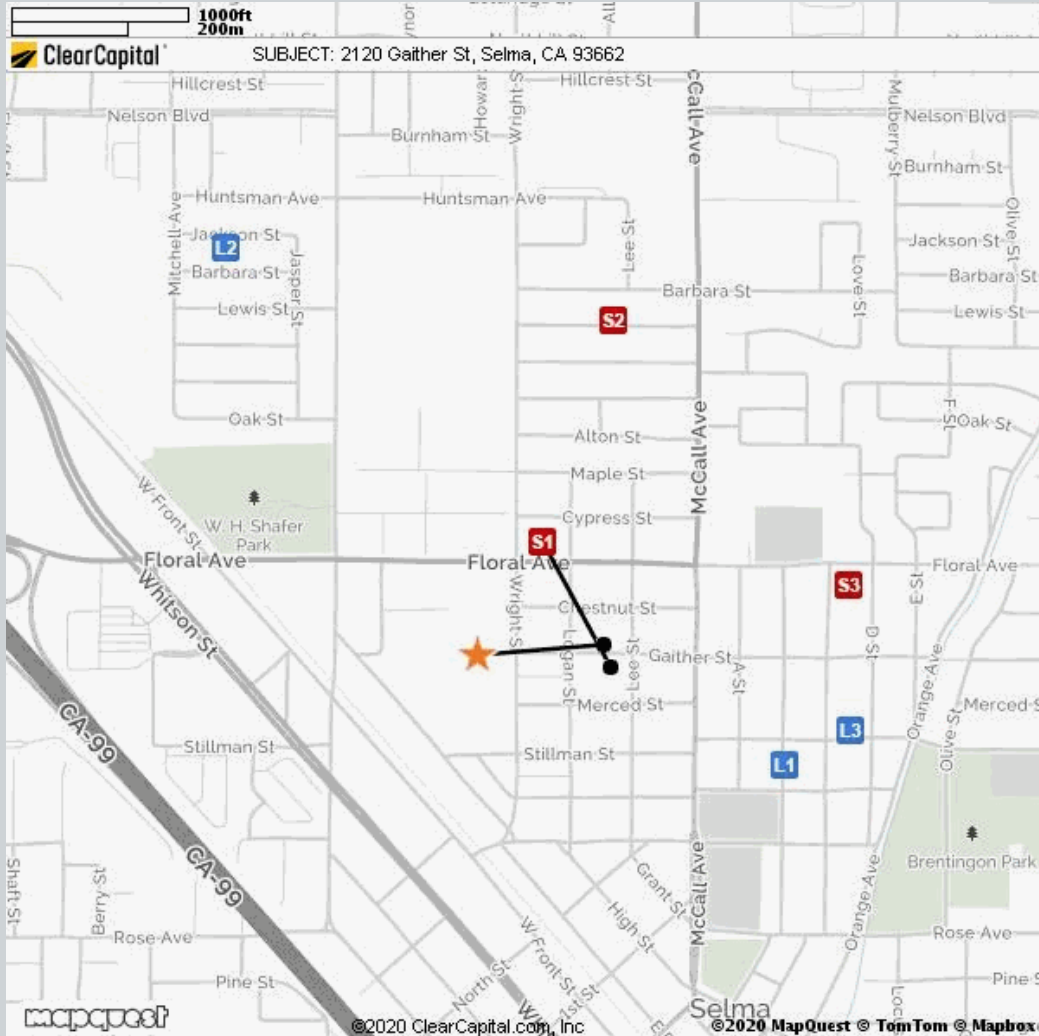 1000ft
200m
ClearCapital
SUBJECT: 2120 Gaither St, Selma, CA 93662
Hillcrest St
Hillcrest St
Nelson Blvd
Nelson Blvd
Burnham St
Burnham St
Howar
Wright S
cCall Ave
Mulberry St
Huntsman Ave
Huntsman Ave
Mitchell Ave
Jackson St
L2
Barbara St
Jasper St
Lewis St
Lee St
Barbara St
Love St
Olive St
Jackson St
Barbara St
Lewis St
S2
Oak St
Alton St
Maple St
Cypress St
McCall Ave
F St
Oak St
W. H. Shafer
Park
W Front St
Whitson St
Floral Ave
S1
Floral Ave
Floral Ave
S3
E St
D St
Wright S
Chestnut St
Logan St
Lee St
Gaither St
A St
Merced St
Merced S
Orange Ave
Olive St
Stillman St
Stillman St
L3
L1
CA-99
CA-99
Shaft St
Berry St
Rose Ave
Pine St
Grant St
High St
McCall Ave
Orange Ave
Brentingon Park
Rose Ave
Pine S
Locu
North St
W Front St
1st St
Selma
mapquest
©2020 ClearCapital.com, Inc
©2020 MapQuest © TomTom © Mapbox